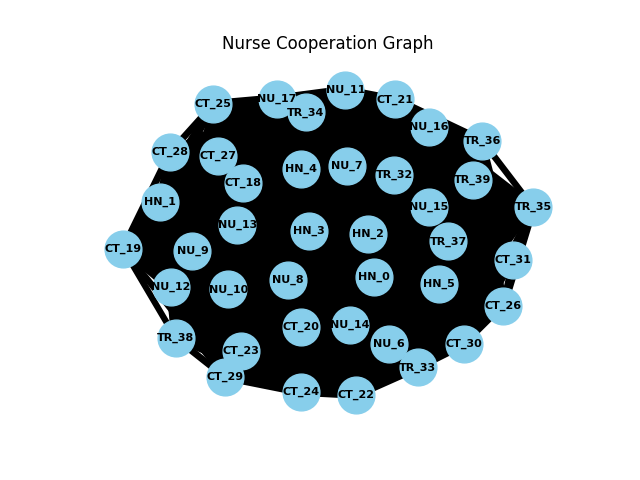 Nurse Cooperation Graph
NU_11
CT_25
NU_17
CT_21
TR_34
NU_16
TR_36
CT_28
CT_27
HN_4
NU_7
TR_32
TR_39
CT_18
HN_1
NU_15
TR_35
NU_13
HN_3
HN_2
TR_37
CT_19
NU_9
CT_31
NU_12
NU_10
NU_8
HN_0
HN_5
CT_26
CT_20
NU_14
TR_38
CT_23
NU_6
CT_30
CT_29
TR_33
CT_24
CT_22